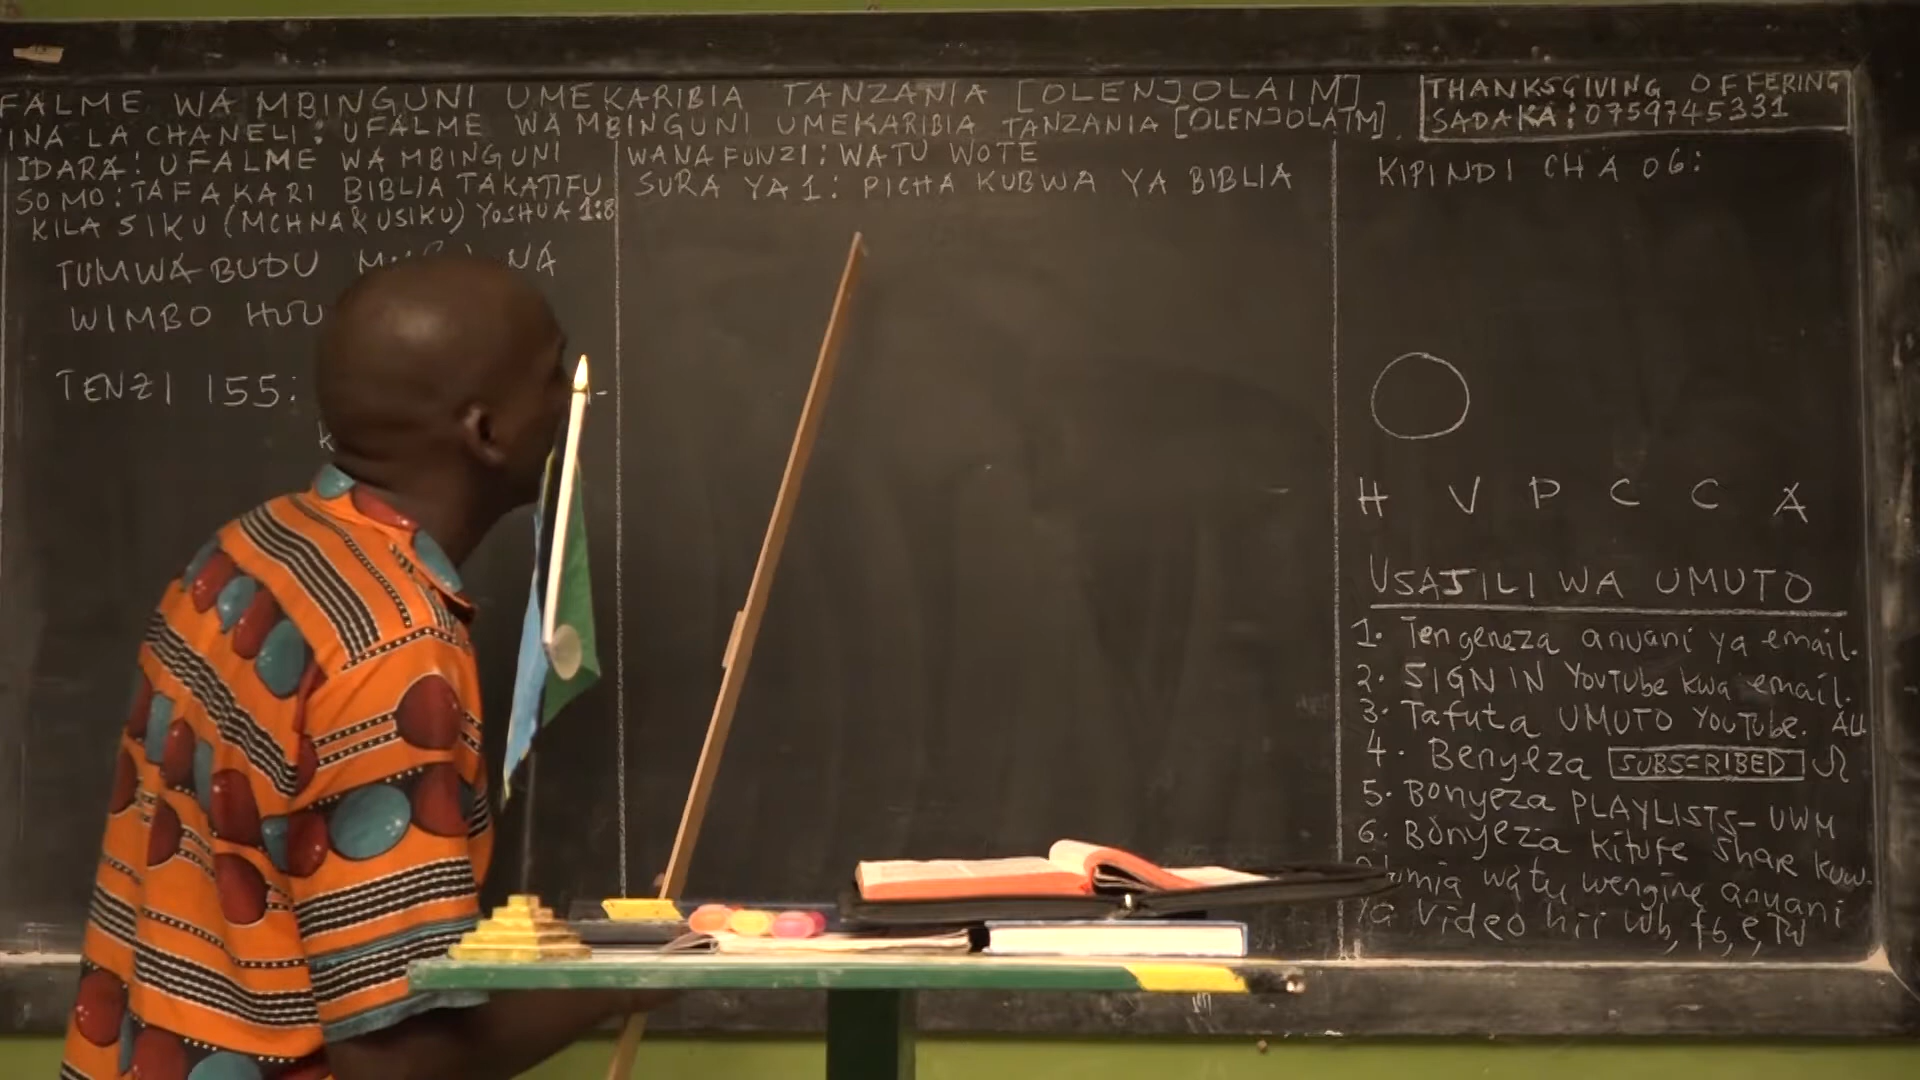 FALME WA MBINGUNI UMEKARIBIA TANZANIA [OLENJOLAIM]
INA LA CHANELI: UFALME WA MBINGUNI UMEKARIBIA TANZANIA [OLENJOLAIM]
THANKSGIVING OFFERING
SADAKA: 0759745331
IDARA: UFALME WA MBINGUNI
SOMO: TAFAKARI BIBLIA TAKATIFU
KILA SIKU (MCHNA & USIKU) YOSHUA 1:8
TUMWABUDU NA
WIMBO HUU
TENZI 155:
WANAFUNZI: WATU WOTE
SURA YA 1: PICHA KUBWA YA BIBLIA
KIPINDI CHA 06:
H V P C C A
USAJILI WA UMUTO
1. Tengeneza anuani ya email.
2. SIGN IN YouTube kwa email.
3. Tafuta UMUTO YouTube.
4. Benyeza SUBSCRIBED
5. Bonyeza PLAYLISTS- UWM
6. Bonyeza kitufe share kuw-
watu wengine anuani
ya video hii Wb, fb, e, Tw